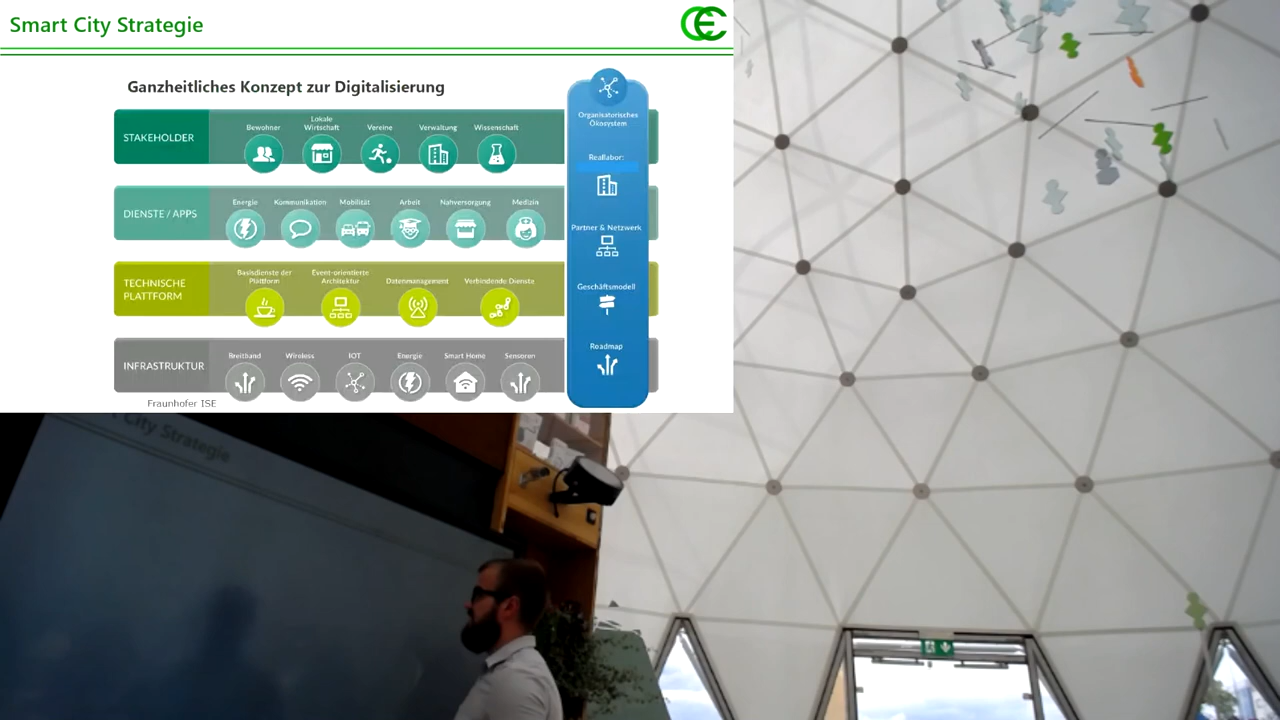 Smart City Strategie
Ganzheitliches Konzept zur Digitalisierung
STAKEHOLDER
Bewohner
Lokale
Wirtschaft
Vereine
Verwaltung
Wissenschaft
DIENSTE / APPS
Energie
Kommunikation
Mobilität
Arbeit
Nahversorgung
Medizin
TECHNISCHE
PLATTFORM
Basisdienste der
Plattform
Event-orientierte
Architektur
Datenmanagement
Verbindende Dienste
INFRASTRUKTUR
Breitband
Wireless
IOT
Energie
Smart Home
Sensoren
Organisatorisches
Ökosystem
Reallabor:
Partner & Netzwerk
Geschäftsmodell
Roadmap
Fraunhofer ISE
City Strategie